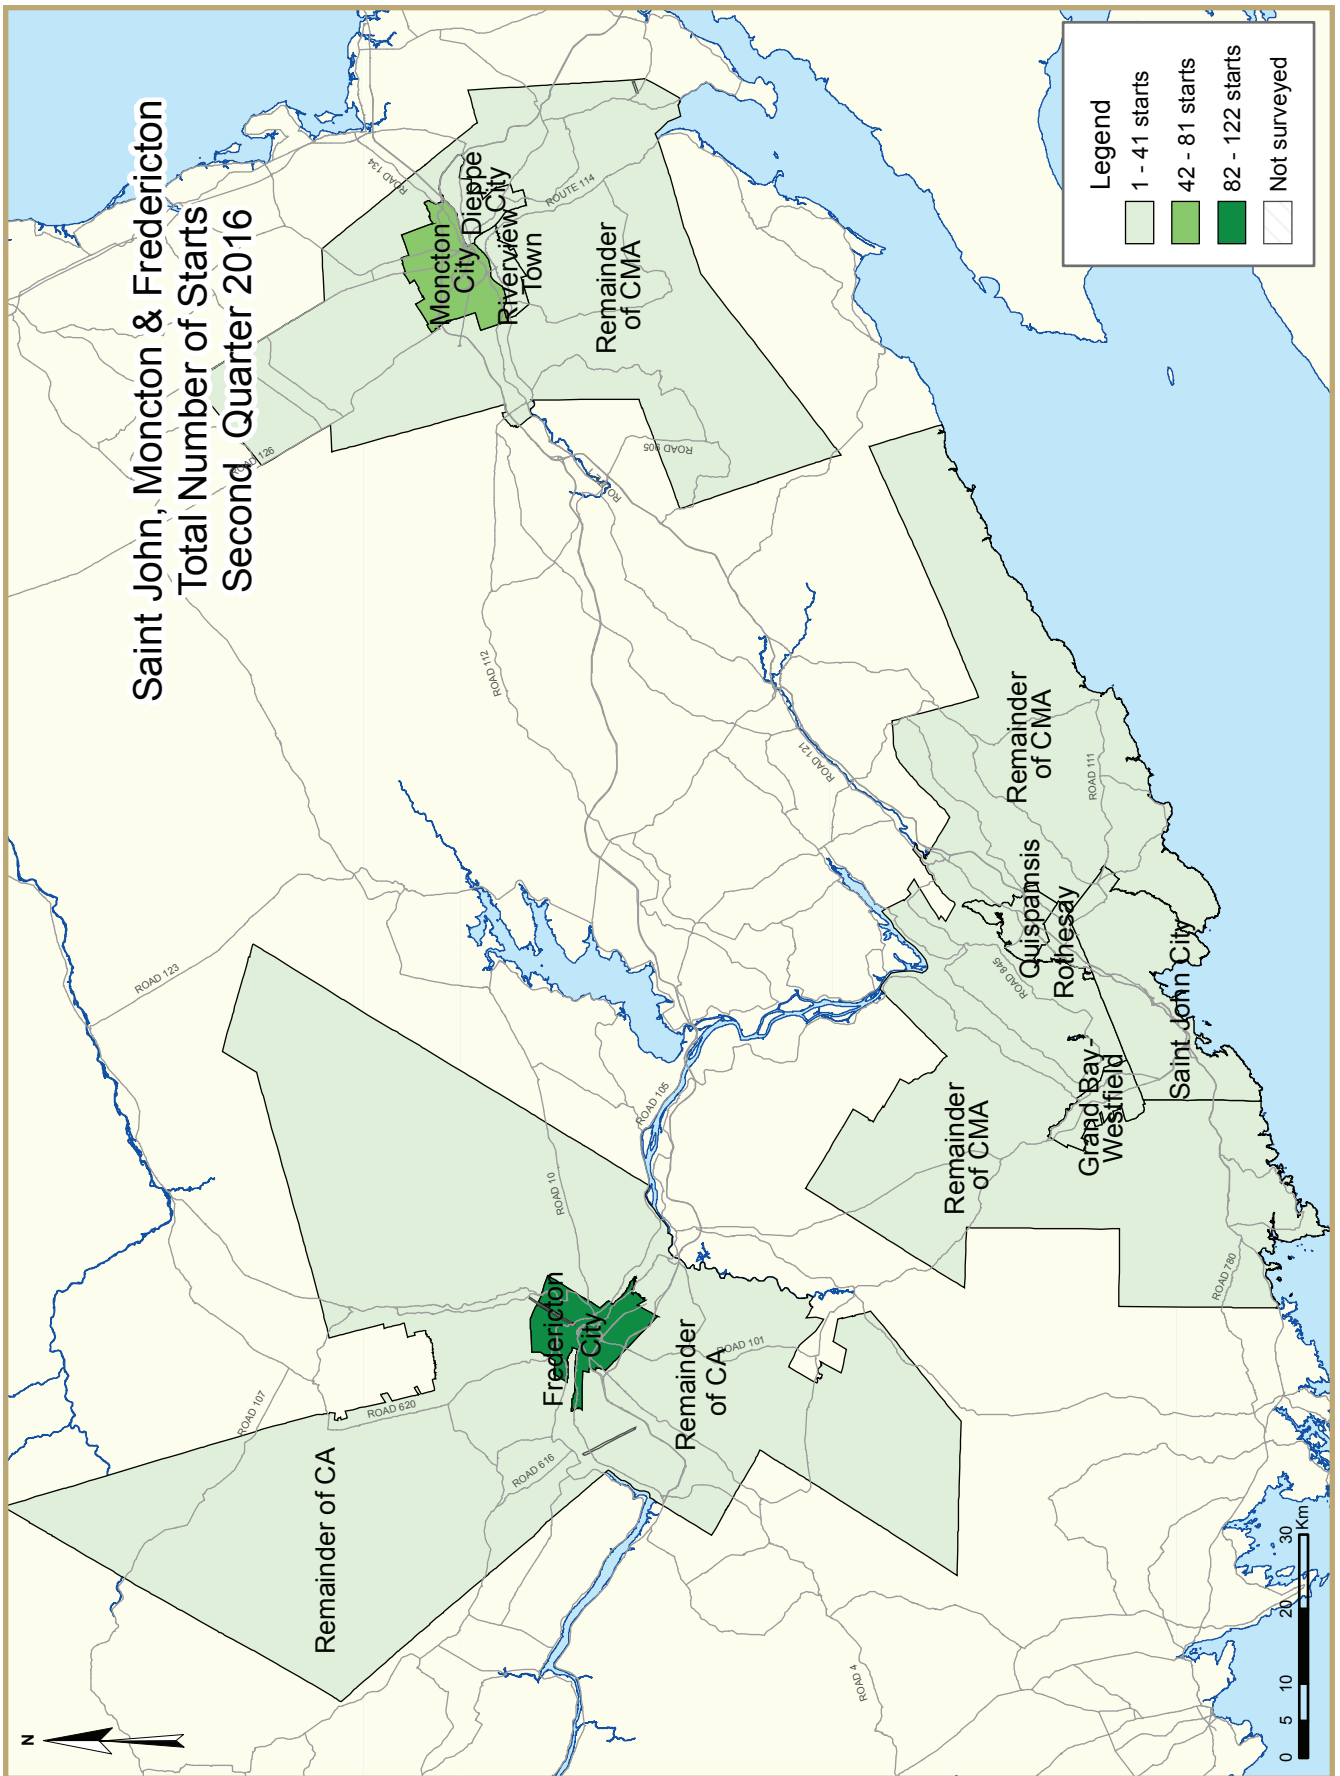 Saint John, Moncton & Fredericton
Total Number of Starts
Second Quarter 2016
N
ROAD 123
ROAD 126
ROAD 134
Moncton
City
Dieppe
City
Riverview
Town
ROUTE 114
Remainder
of CMA
ROAD 905
ROUTE 1
ROAD 112
ROAD 107
Remainder of CA
ROAD 620
ROAD 616
Fredericton
City
ROAD 10
ROAD 105
Remainder
of CA
ROAD 101
ROAD 121
Remainder
of CMA
Remainder
of CMA
ROAD 111
Quispamsis
Rothesay
ROAD 845
Grand Bay-
Westfield
Saint John City
ROAD 780
ROAD 4
0 5 10 20 30
Km
Legend
1 - 41 starts
42 - 81 starts
82 - 122 starts
Not surveyed